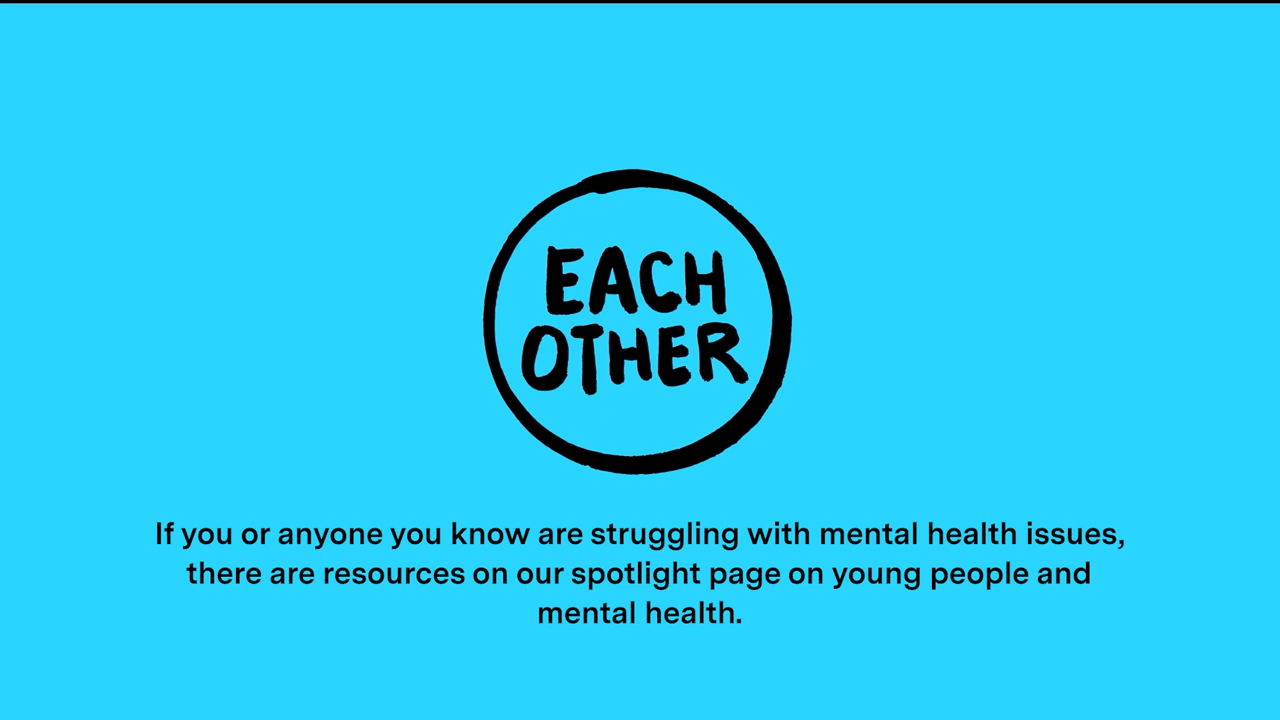 EACH
OTHER
If you or anyone you know are struggling with mental health issues,
there are resources on our spotlight page on young people and
mental health.